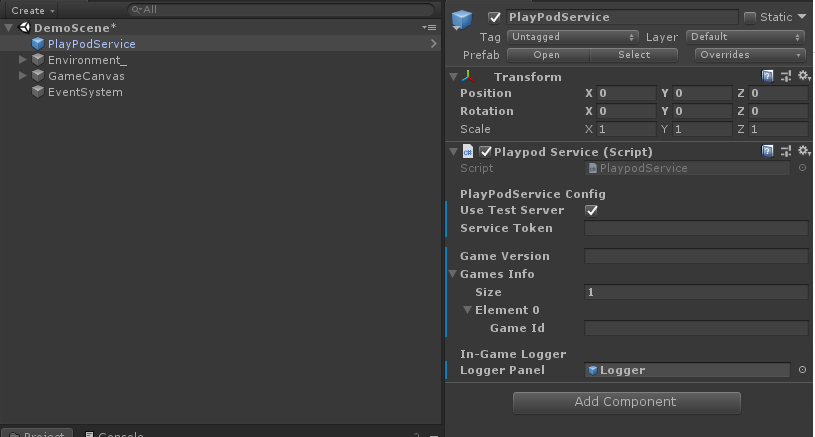 Create
All
DemoScene*
PlayPodService
Environment_
GameCanvas
EventSystem
Project
Console
2
PlayPodService
Static
Tag
Untagged
Layer
Default
Prefab
Open
Select
Overrides
Transform
Position
X 0
Y 0
Z 0
Rotation
X 0
Y 0
Z 0
Scale
X 1
Y 1
Z 1
Playpod Service (Script)
Script
PlaypodService
PlayPodService Config
Use Test Server
Service Token
Game Version
Games Info
Size
1
Element 0
Game Id
In-Game Logger
Logger Panel
Logger
Add Component